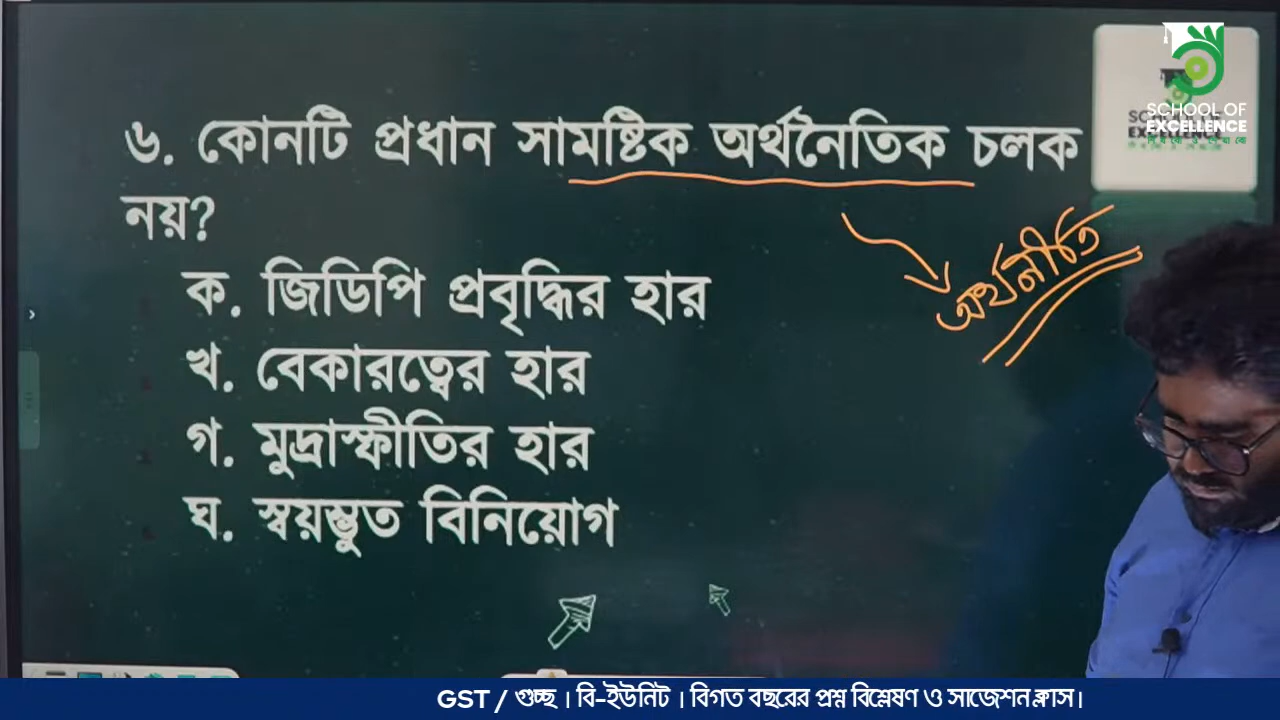 ৬. কোনটি প্রধান সামষ্টিক অর্থনৈতিক চলক
নয়?
ক. জিডিপি প্রবৃদ্ধির হার
খ. বেকারত্বের হার
গ. মুদ্রাস্ফীতির হার
ঘ. স্বয়ম্ভুত বিনিয়োগ
অর্থনীতি
SCHOOL OF
EXCELLENCE
GST / গুচ্ছ । বি-ইউনিট । বিগত বছরের প্রশ্ন বিশ্লেষণ ও সাজেশন ক্লাস।